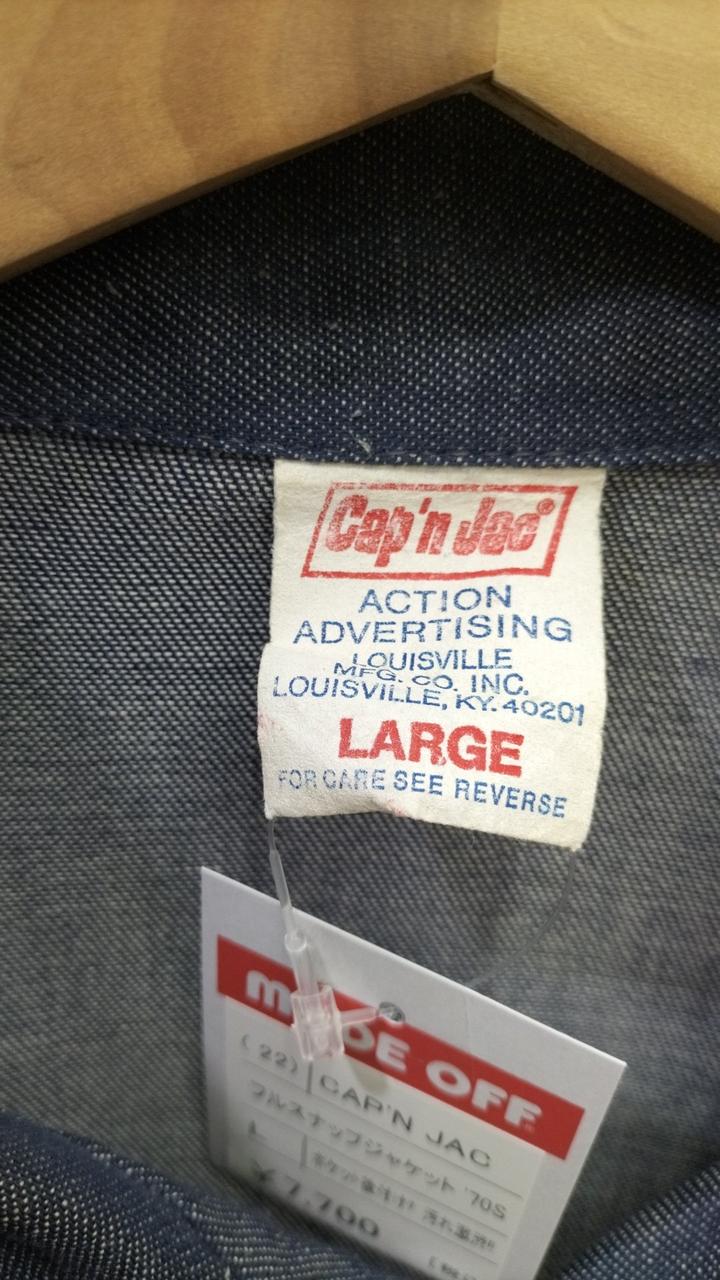 Cap'n Jac®
ACTION
ADVERTISING
LOUISVILLE
MFG. CO. INC.
LOUISVILLE, KY. 40201
LARGE
FOR CARE SEE REVERSE
DE OFF
(22) CAP'N JAC
フルスナップジャケット '70S
L
汚れ
¥7,700